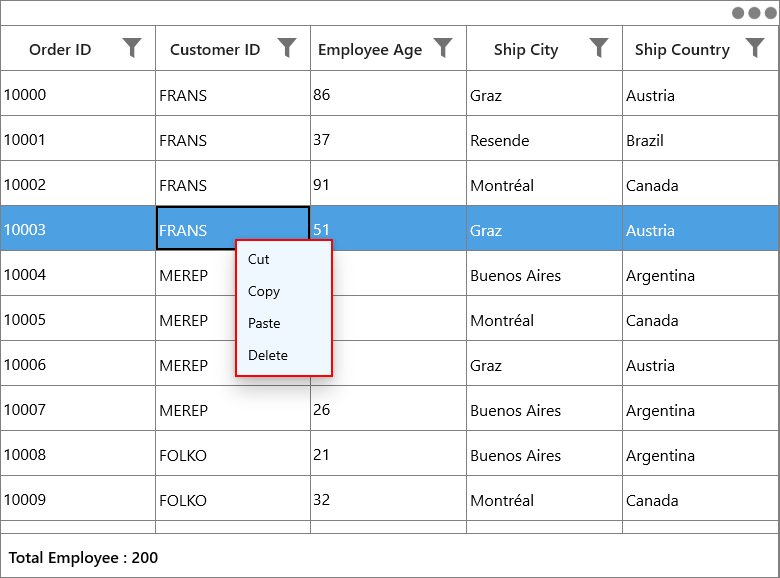 Order ID Customer ID Employee Age Ship City Ship Country
10000 FRANS 86 Graz Austria
10001 FRANS 37 Resende Brazil
10002 FRANS 91 Montréal Canada
10003 FRANS 51 Graz Austria
Cut
10004 MEREP Buenos Aires Argentina
Copy
10005 MEREP Montréal Canada
Paste
10006 MEREP Graz Austria
Delete
10007 MEREP 26 Buenos Aires Argentina
10008 FOLKO 21 Buenos Aires Argentina
10009 FOLKO 32 Montréal Canada
Total Employee : 200